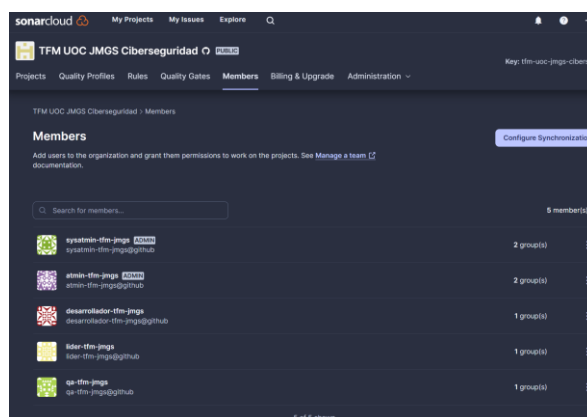 sonarcloud My Projects My Issues Explore
TFM UOC JMGS Ciberseguridad PUBLIC
Key: tfm-uoc-jmgs-ciber
Projects Quality Profiles Rules Quality Gates Members Billing & Upgrade Administration
TFM UOC JMGS Ciberseguridad › Members
Members
Configure Synchronizatio
Add users to the organization and grant them permissions to work on the projects. See Manage a team
documentation.
Search for members...
5 member(s)
sysatmin-tfm-jmgs ADMIN
sysatmin-tfm-jmgs@github
2 group(s)
atmin-tfm-jmgs ADMIN
atmin-tfm-jmgs@github
2 group(s)
desarrollador-tfm-jmgs
desarrollador-tfm-jmgs@github
1 group(s)
lider-tfm-jmgs
lider-tfm-jmgs@github
1 group(s)
qa-tfm-jmgs
qa-tfm-jmgs@github
1 group(s)
5 of 5 shown